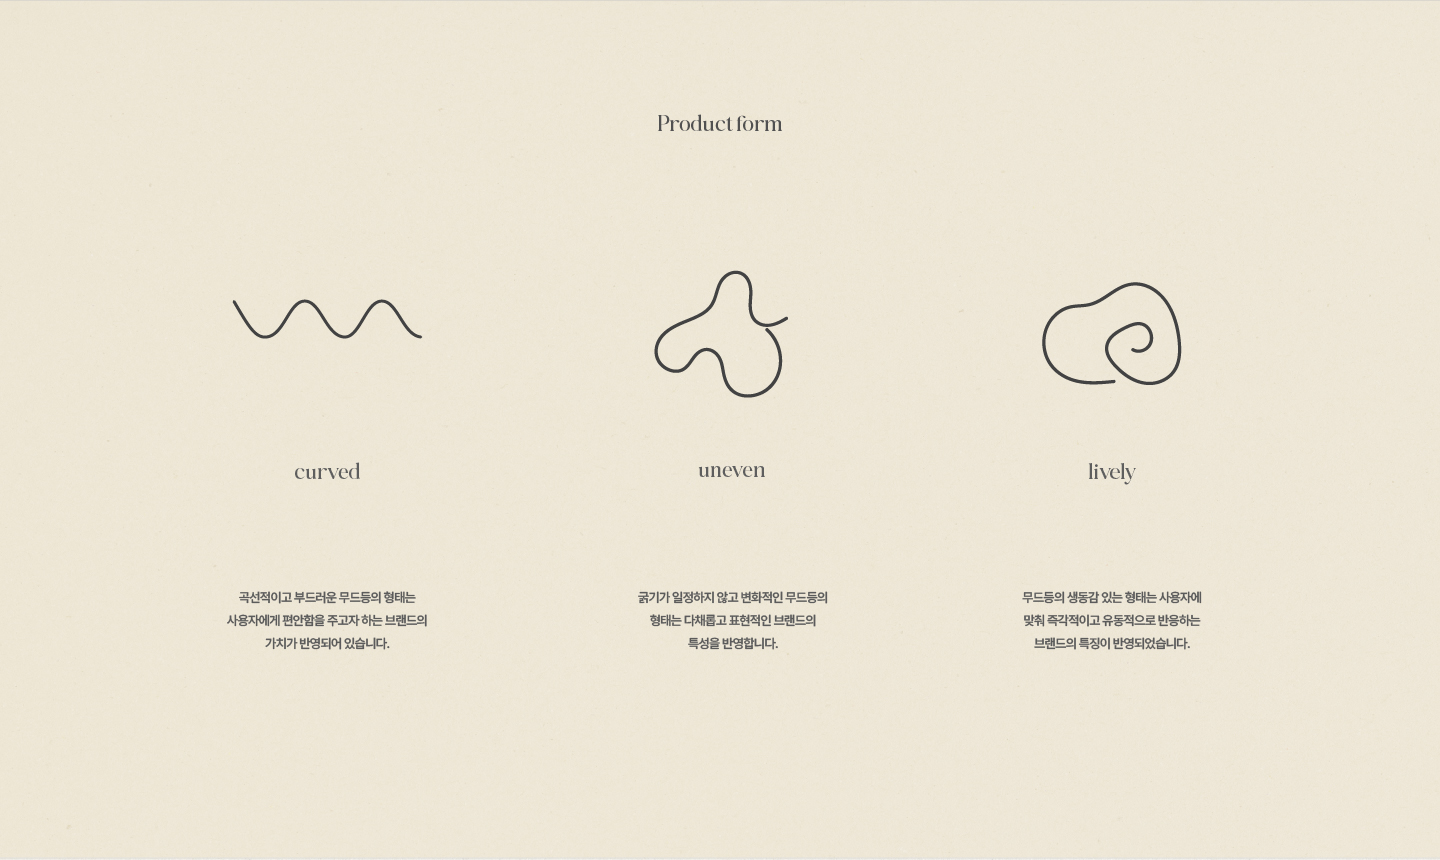 Product form
curved
uneven
lively
곡선적이고 부드러운 무드등의 형태는
사용자에게 편안함을 주고자 하는 브랜드의
가치가 반영되어 있습니다.
굵기가 일정하지 않고 변화적인 무드등의
형태는 다채롭고 표현적인 브랜드의
특성을 반영합니다.
무드등의 생동감 있는 형태는 사용자에
맞춰 즉각적이고 유동적으로 반응하는
브랜드의 특징이 반영되었습니다.